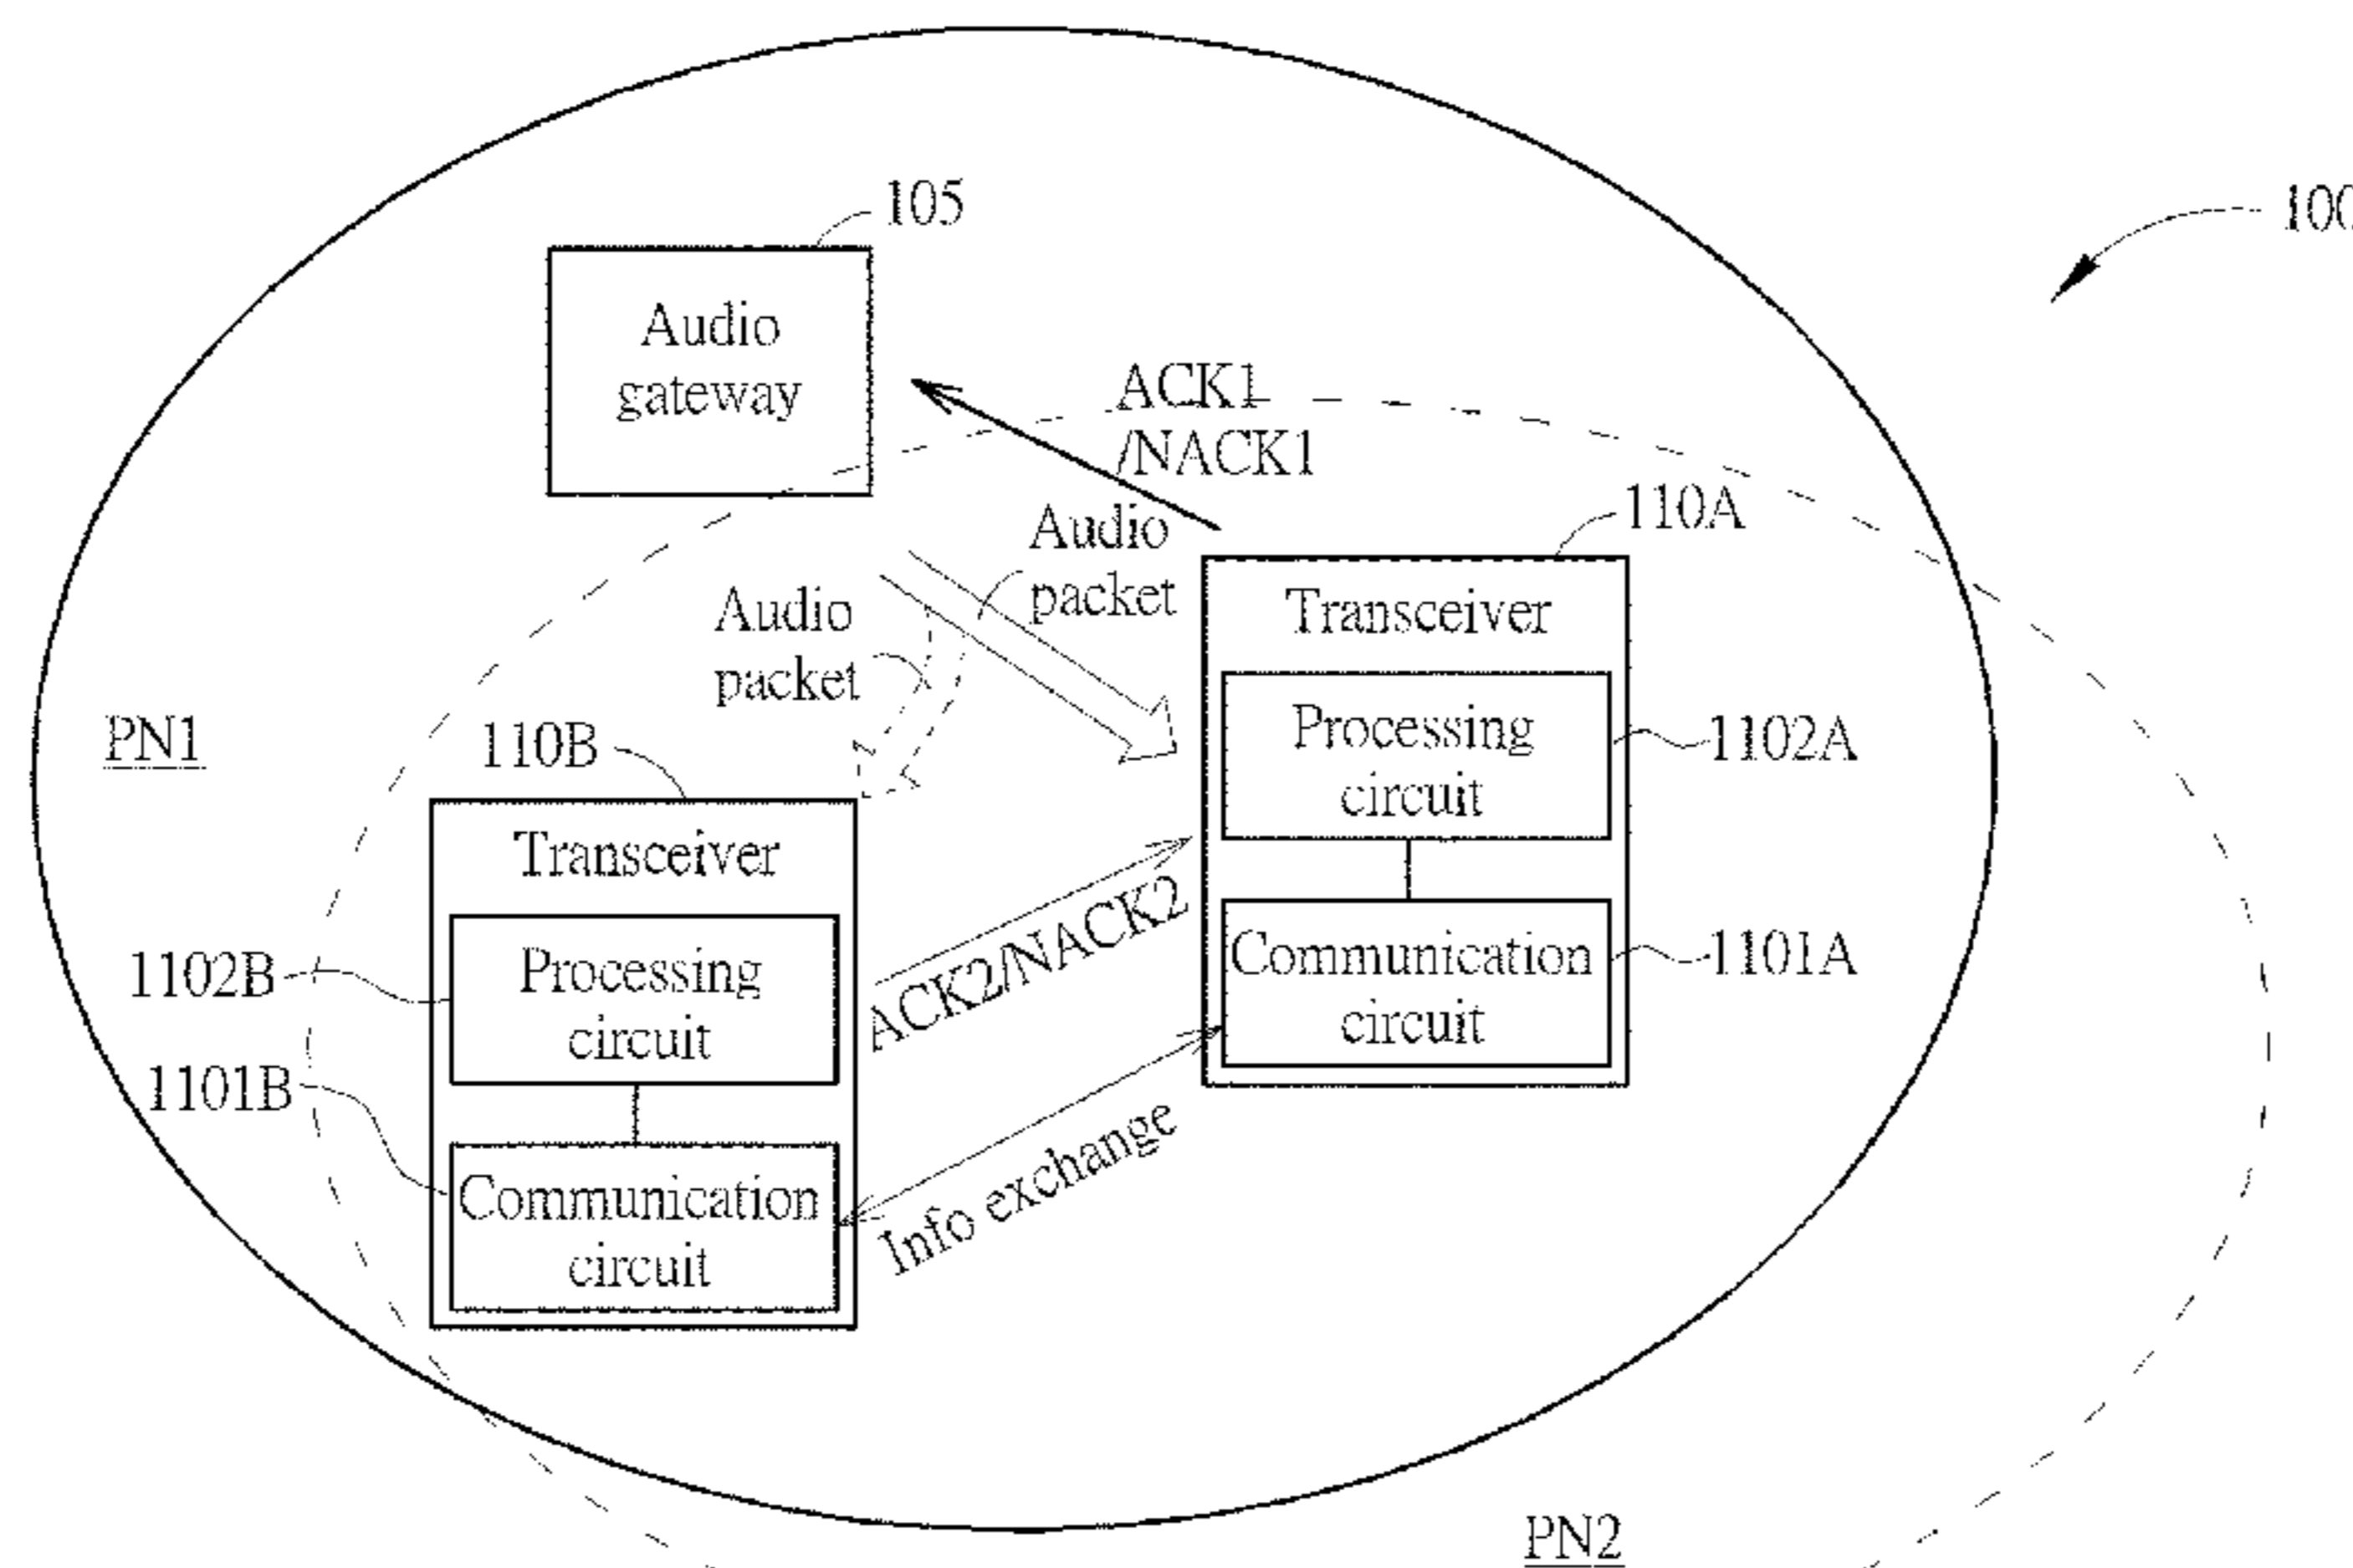 105
100
Audio
gateway
ACK1
/NACK1
110A
Audio
packet
Audio
packet
Transceiver
Processing
circuit
1102A
PN1
110B
Transceiver
ACK2/NACK2
Communication
circuit
1101A
1102B
Processing
circuit
1101B
Communication
circuit
Info exchange
PN2